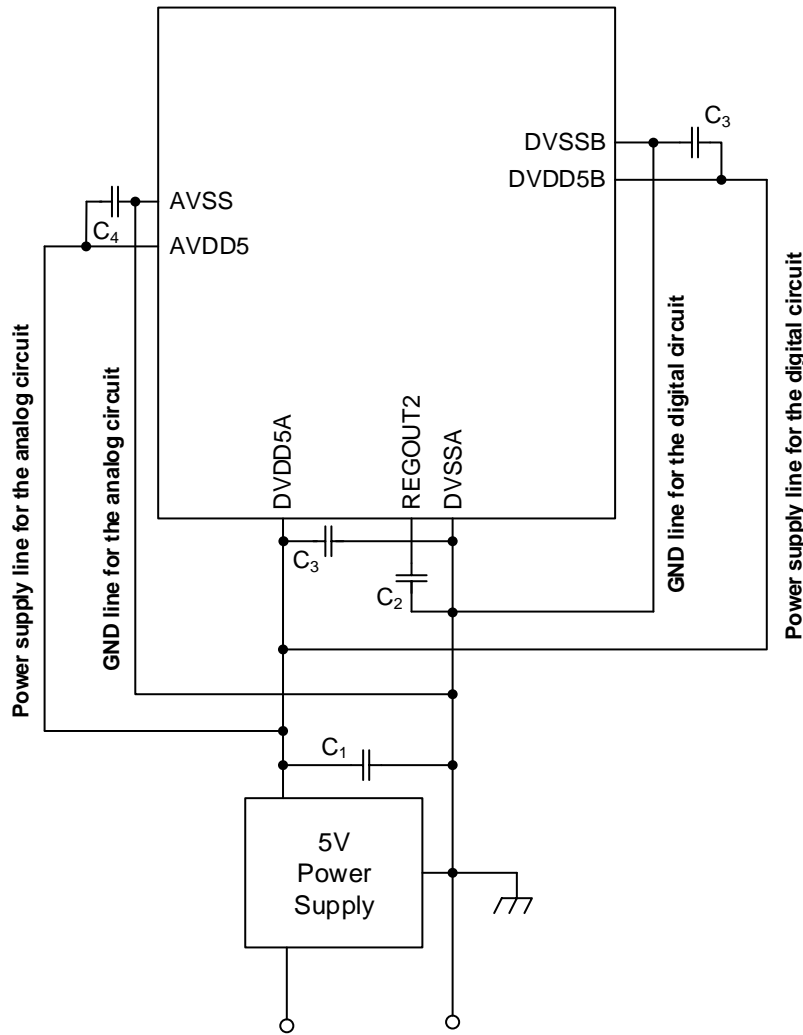 C3
DVSSB
DVDD5B
AVSS
C4
AVDD5
Power supply line for the analog circuit
GND line for the analog circuit
DVDD5A
REGOUT2
DVSSA
GND line for the digital circuit
Power supply line for the digital circuit
C3
C2
C1
5V
Power
Supply